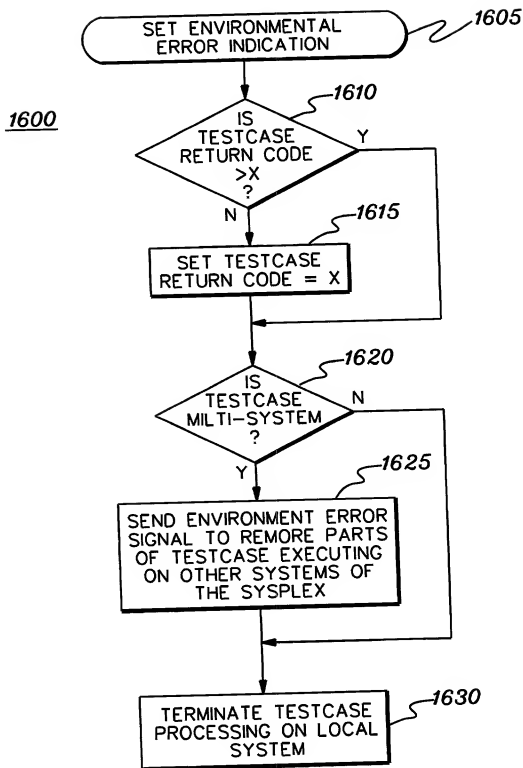 SET ENVIRONMENTAL
ERROR INDICATION
1605
1600
1610
IS
TESTCASE
RETURN CODE
>X
?
Y
N
1615
SET TESTCASE
RETURN CODE = X
1620
IS
TESTCASE
MILTI-SYSTEM
?
N
Y
1625
SEND ENVIRONMENT ERROR
SIGNAL TO REMORE PARTS
OF TESTCASE EXECUTING
ON OTHER SYSTEMS OF
THE SYSPLEX
1630
TERMINATE TESTCASE
PROCESSING ON LOCAL
SYSTEM